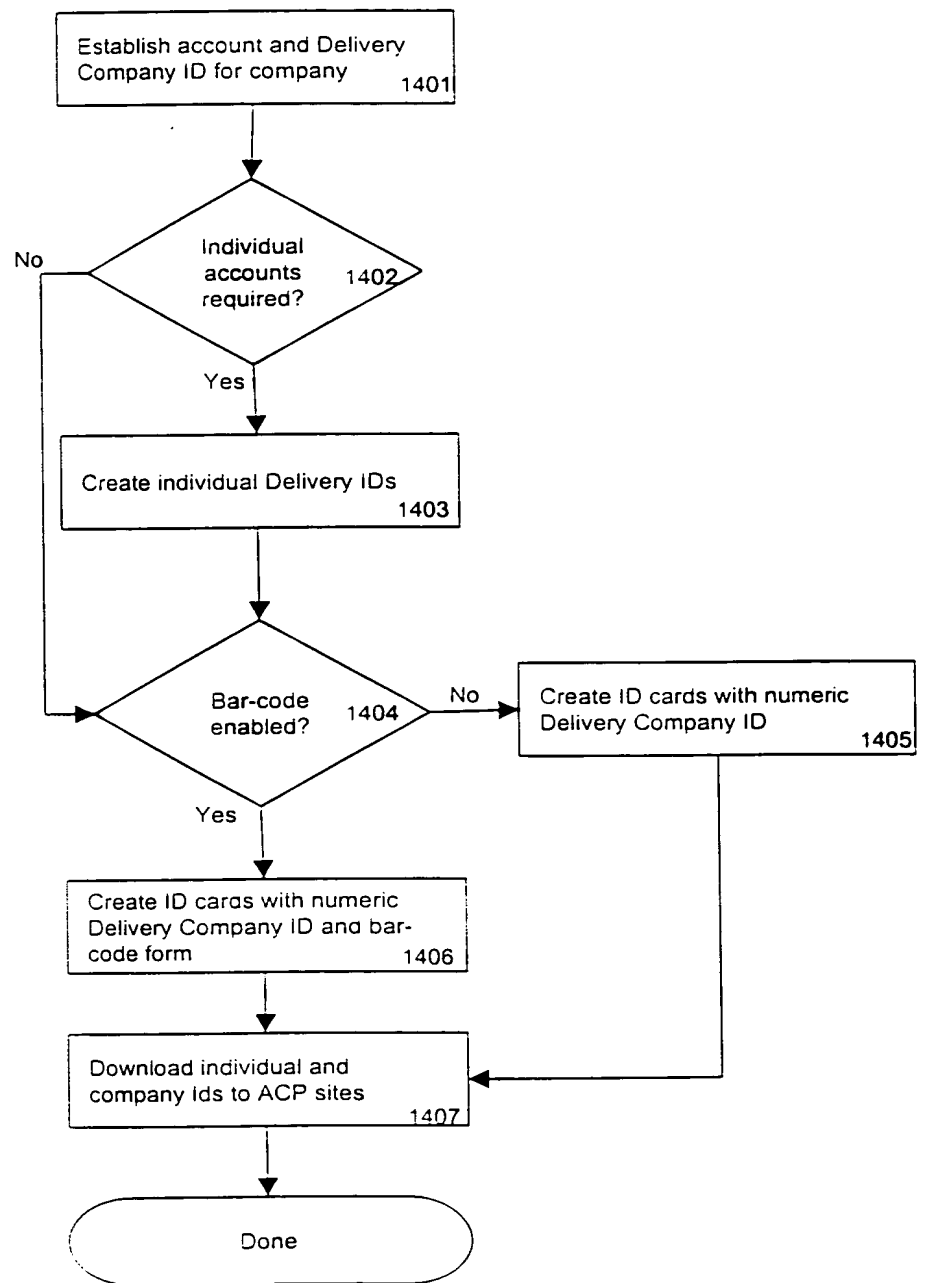 Establish account and Delivery
Company ID for company
1401
Individual
accounts
required?
1402
No
Yes
Create individual Delivery IDs
1403
Bar-code
enabled?
1404
No
Create ID cards with numeric
Delivery Company ID
1405
Yes
Create ID cards with numeric
Delivery Company ID and bar-
code form
1406
Download individual and
company Ids to ACP sites
1407
Done